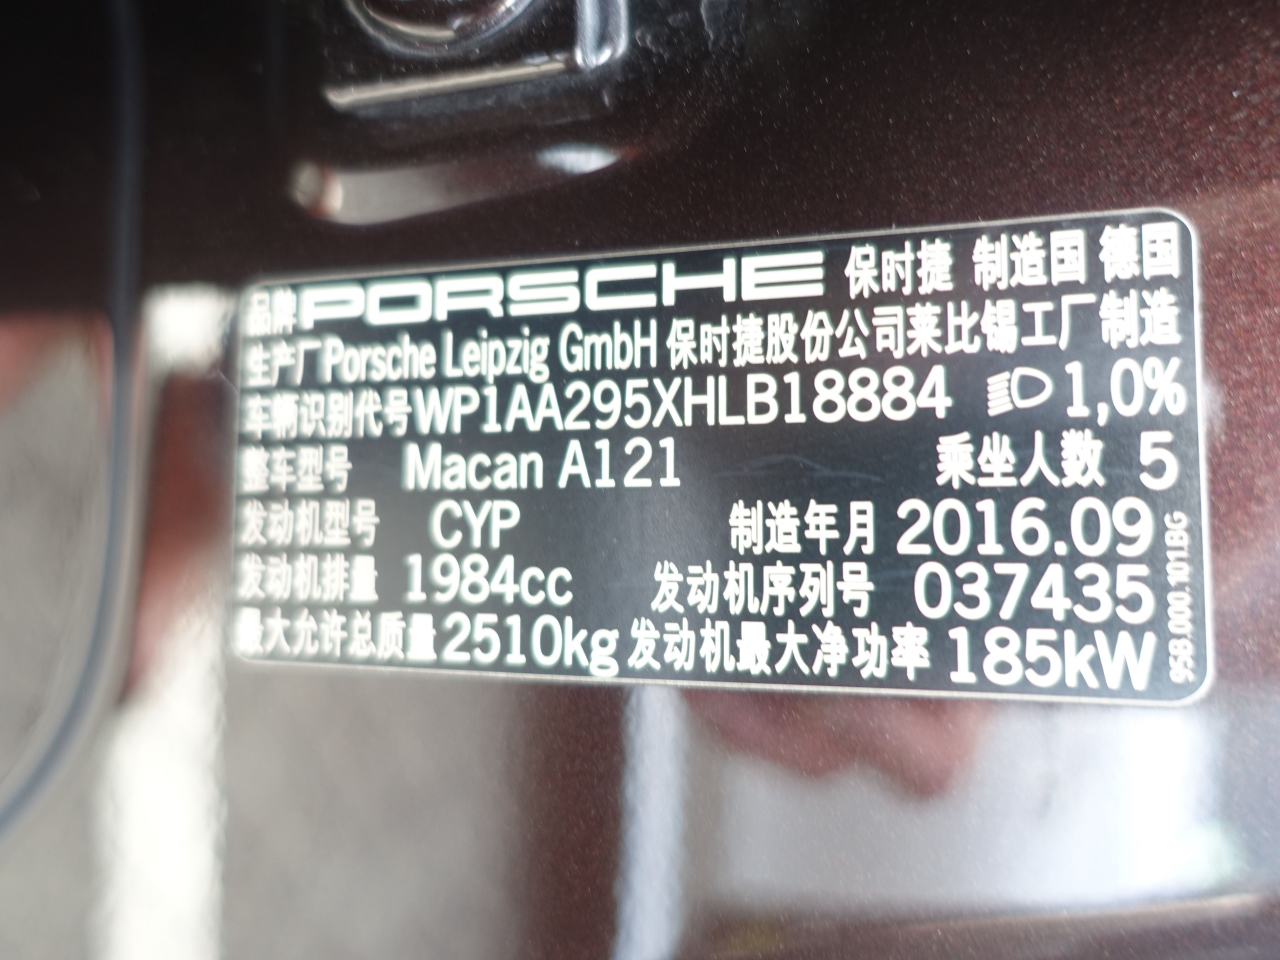 品牌 PORSCHE 保时捷 制造国 德国
生产厂 Porsche Leipzig GmbH 保时捷股份公司莱比锡工厂制造
车辆识别代号 WP1AA295XHLB18884 1,0%
整车型号 Macan A121 乘坐人数 5
发动机型号 CYP 制造年月 2016.09
发动机排量 1984cc 发动机序列号 037435
最大允许总质量 2510kg 发动机最大净功率 185kW
95B.000.101.BG